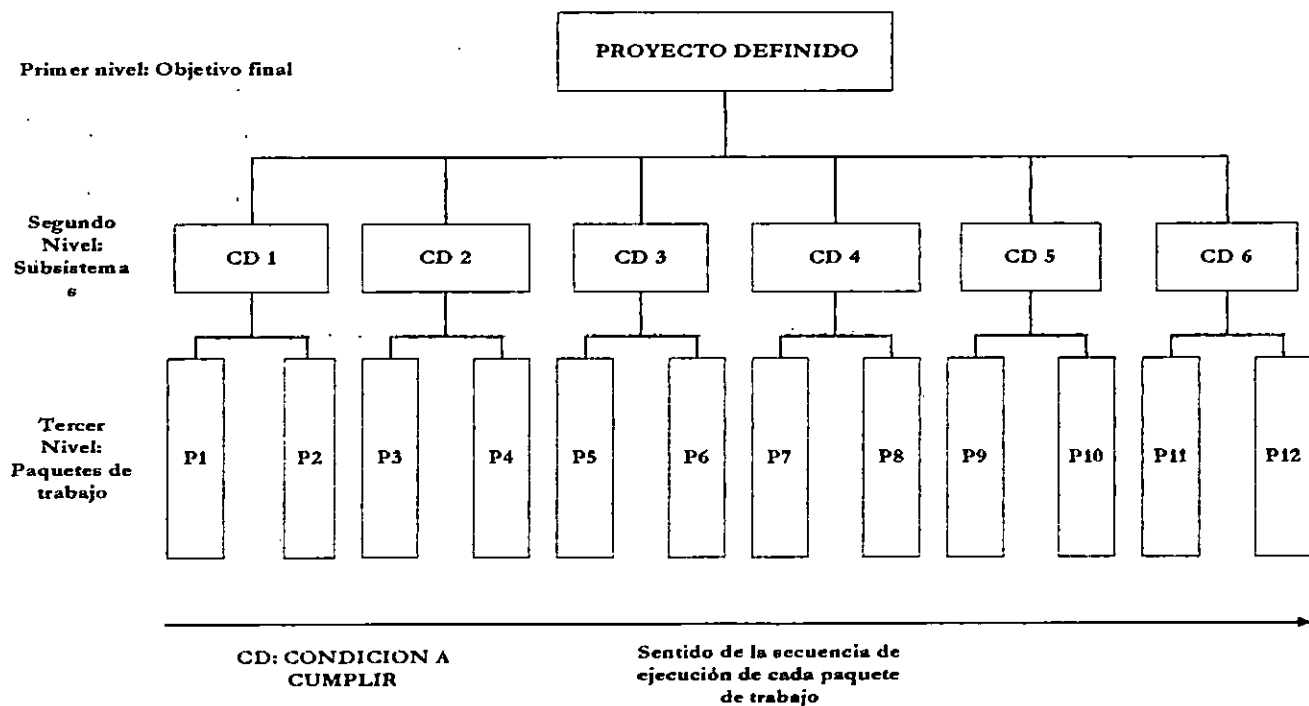 PROYECTO DEFINIDO
Primer nivel: Objetivo final
Segundo
Nivel:
Subsistema
s
CD 1
CD 2
CD 3
CD 4
CD 5
CD 6
Tercer
Nivel:
Paquetes de
trabajo
P1
P2
P3
P4
P5
P6
P7
P8
P9
P10
P11
P12
CD: CONDICION A
CUMPLIR
Sentido de la secuencia de
ejecución de cada paquete
de trabajo